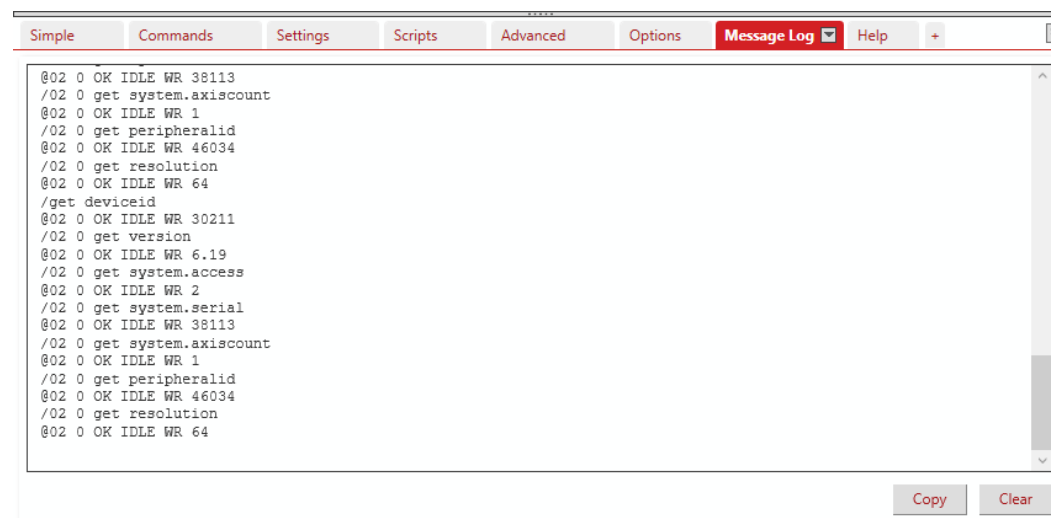 Simple Commands Settings Scripts Advanced Options Message Log Help +
@02 0 OK IDLE WR 38113
/02 0 get system.axiscount
@02 0 OK IDLE WR 1
/02 0 get peripheralid
@02 0 OK IDLE WR 46034
/02 0 get resolution
@02 0 OK IDLE WR 64
/get deviceid
@02 0 OK IDLE WR 30211
/02 0 get version
@02 0 OK IDLE WR 6.19
/02 0 get system.access
@02 0 OK IDLE WR 2
/02 0 get system.serial
@02 0 OK IDLE WR 38113
/02 0 get system.axiscount
@02 0 OK IDLE WR 1
/02 0 get peripheralid
@02 0 OK IDLE WR 46034
/02 0 get resolution
@02 0 OK IDLE WR 64
Copy Clear